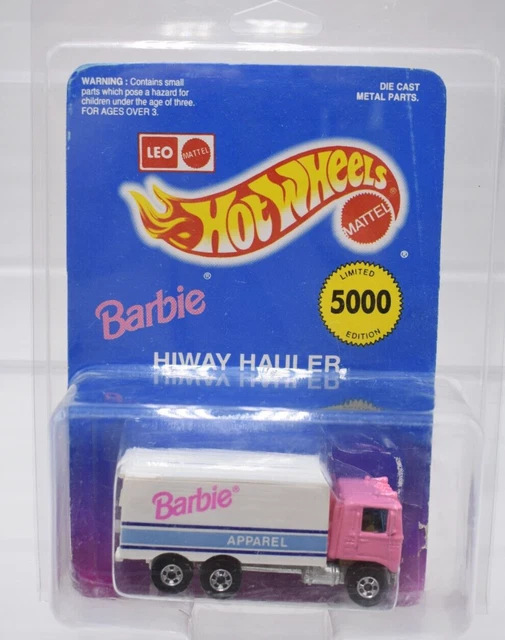 WARNING : Contains small
parts which pose a hazard for
children under the age of three.
FOR AGES OVER 3.
DIE CAST
METAL PARTS.
LEO MATTEL
HOT WHEELS®
MATTEL
®
Barbie®
LIMITED
5000
EDITION
HIWAY HAULER
Barbie®
APPAREL